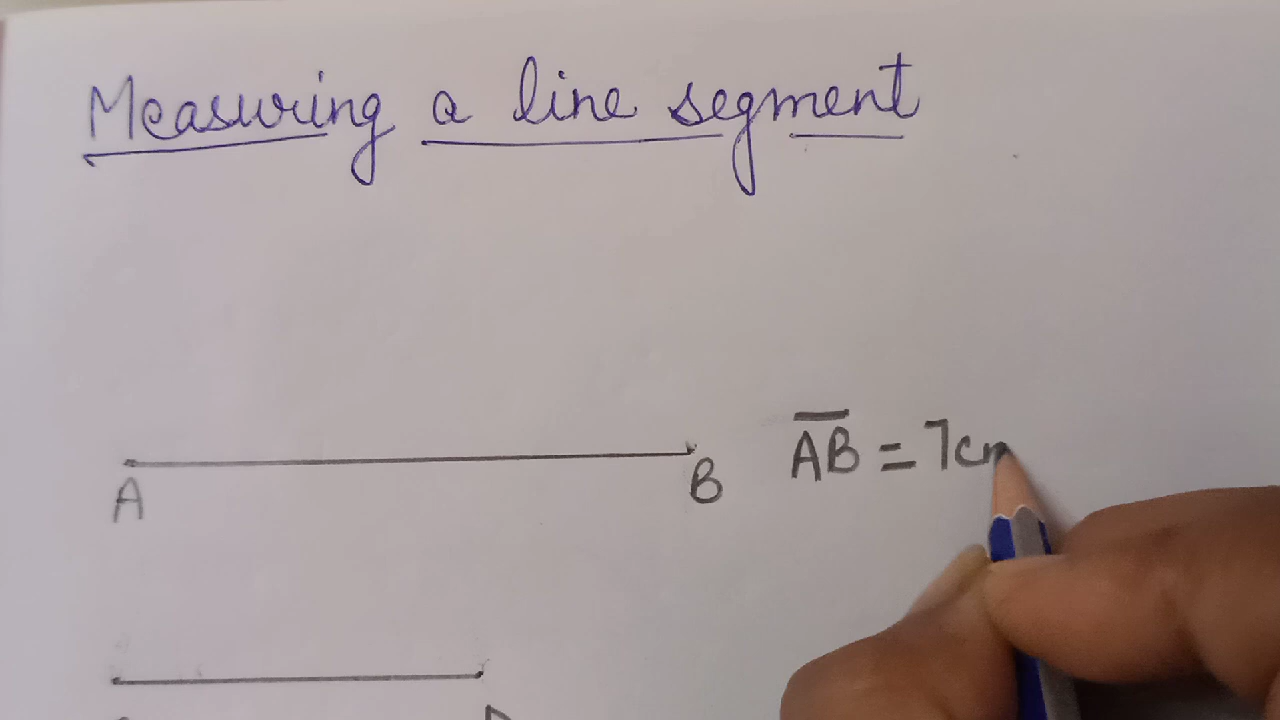 Measuring a line segment
A B AB = 7cm